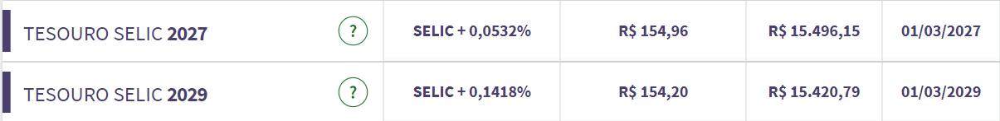 TESOURO SELIC 2027 ? SELIC + 0,0532% R$ 154,96 R$ 15.496,15 01/03/2027
TESOURO SELIC 2029 ? SELIC + 0,1418% R$ 154,20 R$ 15.420,79 01/03/2029